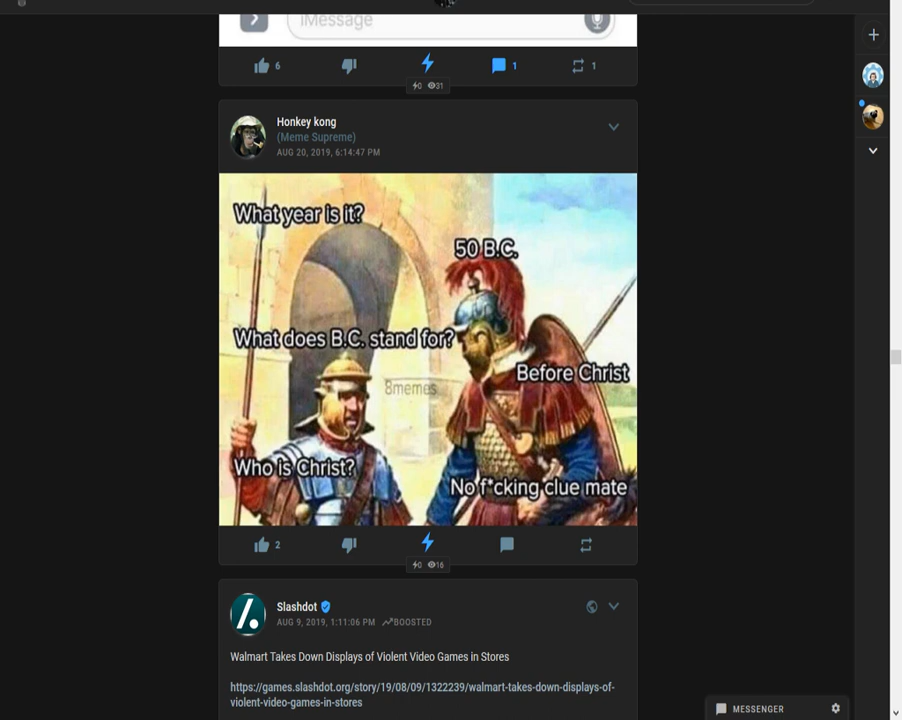 iMessage
6
1
1
0 31
Honkey kong
(Meme Supreme)
AUG 20, 2019, 6:14:47 PM
What year is it?
50 B.C.
What does B.C. stand for?
Before Christ
8memes
Who is Christ?
No f*cking clue mate
2
0 16
Slashdot
AUG 9, 2019, 1:11:06 PM BOOSTED
Walmart Takes Down Displays of Violent Video Games in Stores
https://games.slashdot.org/story/19/08/09/1322239/walmart-takes-down-displays-of-
violent-video-games-in-stores
MESSENGER